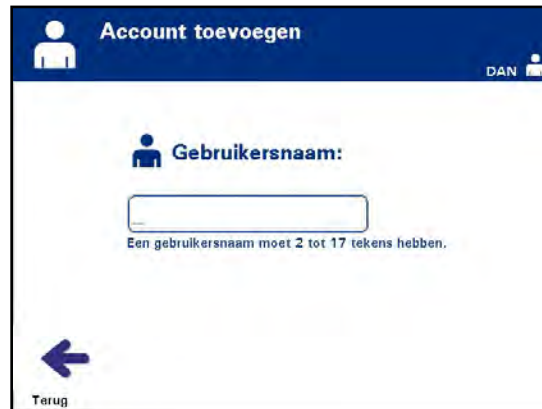 Account toevoegen
DAN
Gebruikersnaam:
Een gebruikersnaam moet 2 tot 17 tekens hebben.
Terug